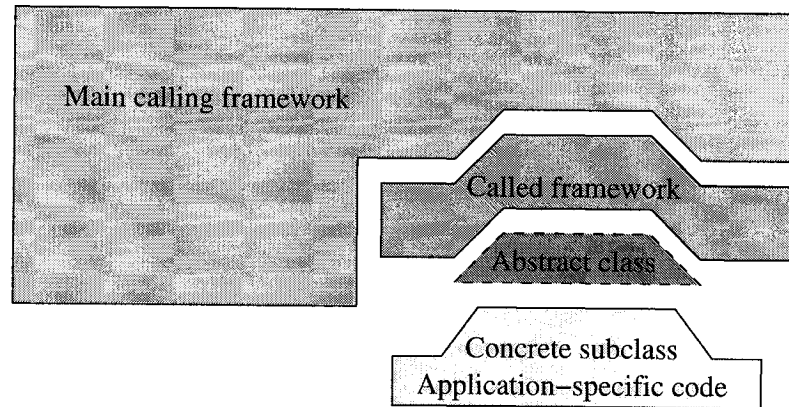 Main calling framework
Called framework
Abstract class
Concrete subclass
Application−specific code